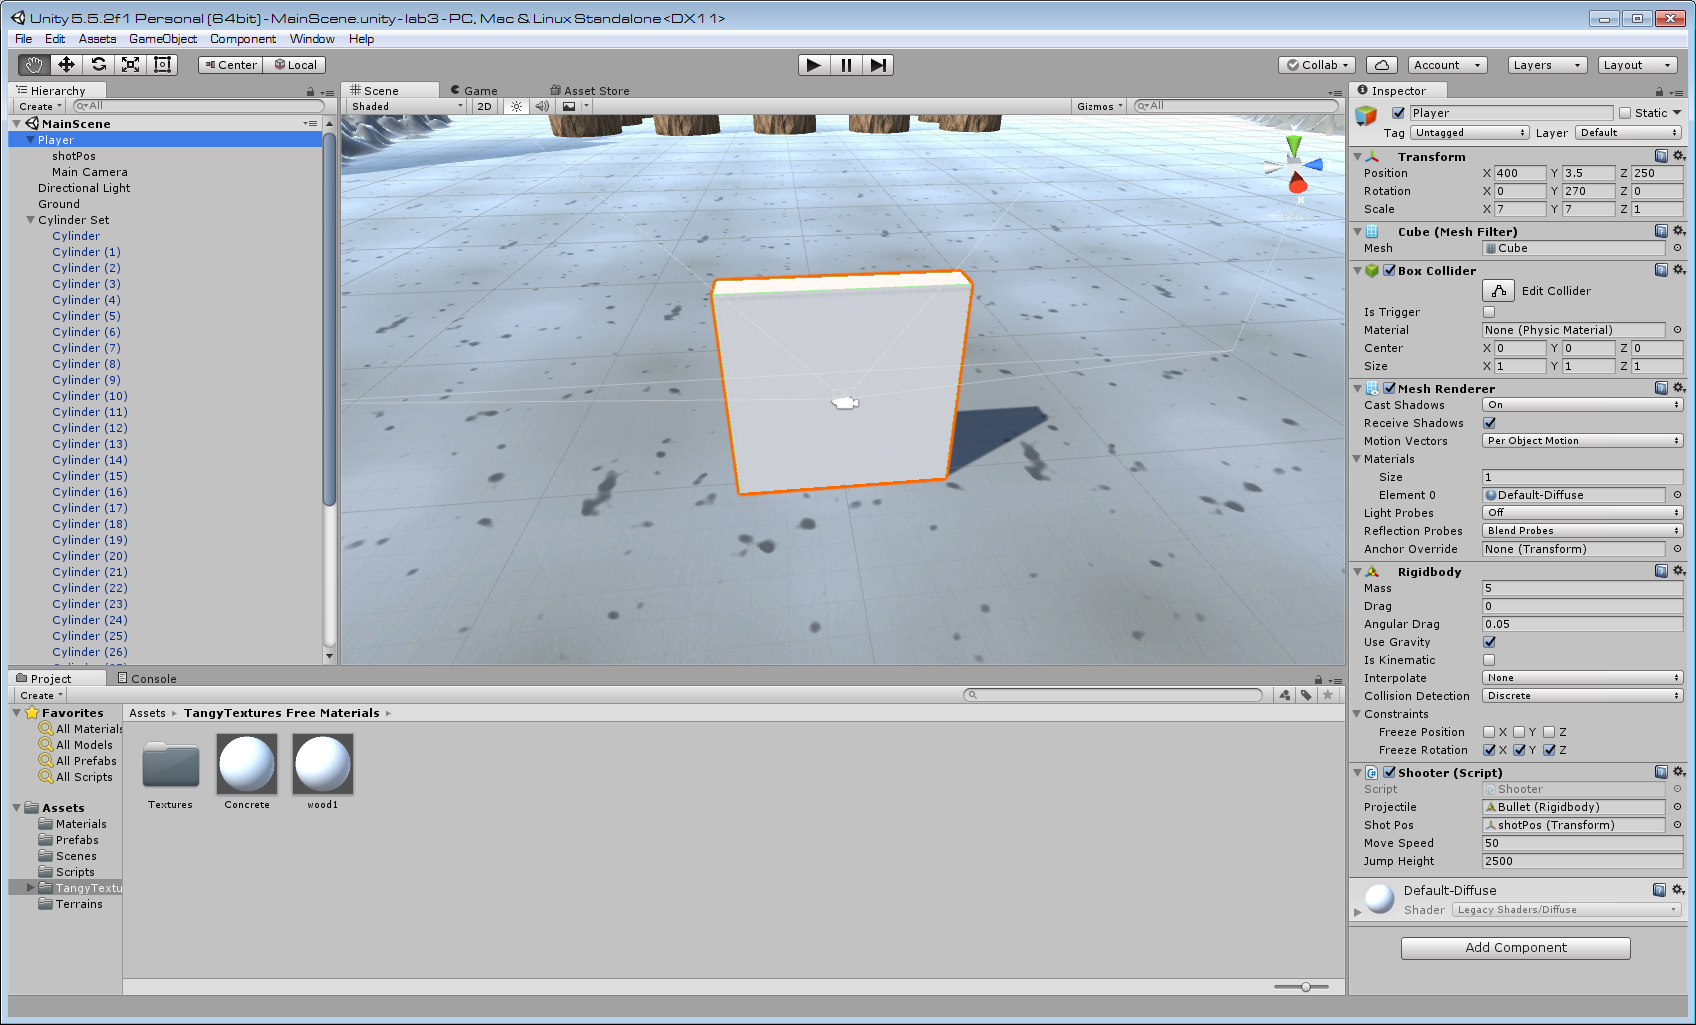 Unity 5.5.2f1 Personal (64bit) - MainScene.unity - lab3 - PC, Mac & Linux Standalone <DX11>
File Edit Assets GameObject Component Window Help
Center Local Collab Account Layers Layout
Hierarchy
Create All
MainScene
Player
shotPos
Main Camera
Directional Light
Ground
Cylinder Set
Cylinder
Cylinder (1)
Cylinder (2)
Cylinder (3)
Cylinder (4)
Cylinder (5)
Cylinder (6)
Cylinder (7)
Cylinder (8)
Cylinder (9)
Cylinder (10)
Cylinder (11)
Cylinder (12)
Cylinder (13)
Cylinder (14)
Cylinder (15)
Cylinder (16)
Cylinder (17)
Cylinder (18)
Cylinder (19)
Cylinder (20)
Cylinder (21)
Cylinder (22)
Cylinder (23)
Cylinder (24)
Cylinder (25)
Cylinder (26)
Scene Game Asset Store
Shaded 2D Gizmos All
Inspector
Player Static
Tag Untagged Layer Default
Transform
Position X 400 Y 3.5 Z 250
Rotation X 0 Y 270 Z 0
Scale X 7 Y 7 Z 1
Cube (Mesh Filter)
Mesh Cube
Box Collider
Edit Collider
Is Trigger
Material None (Physic Material)
Center X 0 Y 0 Z 0
Size X 1 Y 1 Z 1
Mesh Renderer
Cast Shadows On
Receive Shadows
Motion Vectors Per Object Motion
Materials
Size 1
Element 0 Default-Diffuse
Light Probes Off
Reflection Probes Blend Probes
Anchor Override None (Transform)
Rigidbody
Mass 5
Drag 0
Angular Drag 0.05
Use Gravity
Is Kinematic
Interpolate None
Collision Detection Discrete
Constraints
Freeze Position X Y Z
Freeze Rotation X Y Z
Shooter (Script)
Script Shooter
Projectile Bullet (Rigidbody)
Shot Pos shotPos (Transform)
Move Speed 50
Jump Height 2500
Default-Diffuse
Shader Legacy Shaders/Diffuse
Add Component
Project Console
Create
Favorites
All Materials
All Models
All Prefabs
All Scripts
Assets
Materials
Prefabs
Scenes
Scripts
TangyTextu
Terrains
Assets TangyTextures Free Materials
Textures Concrete wood1